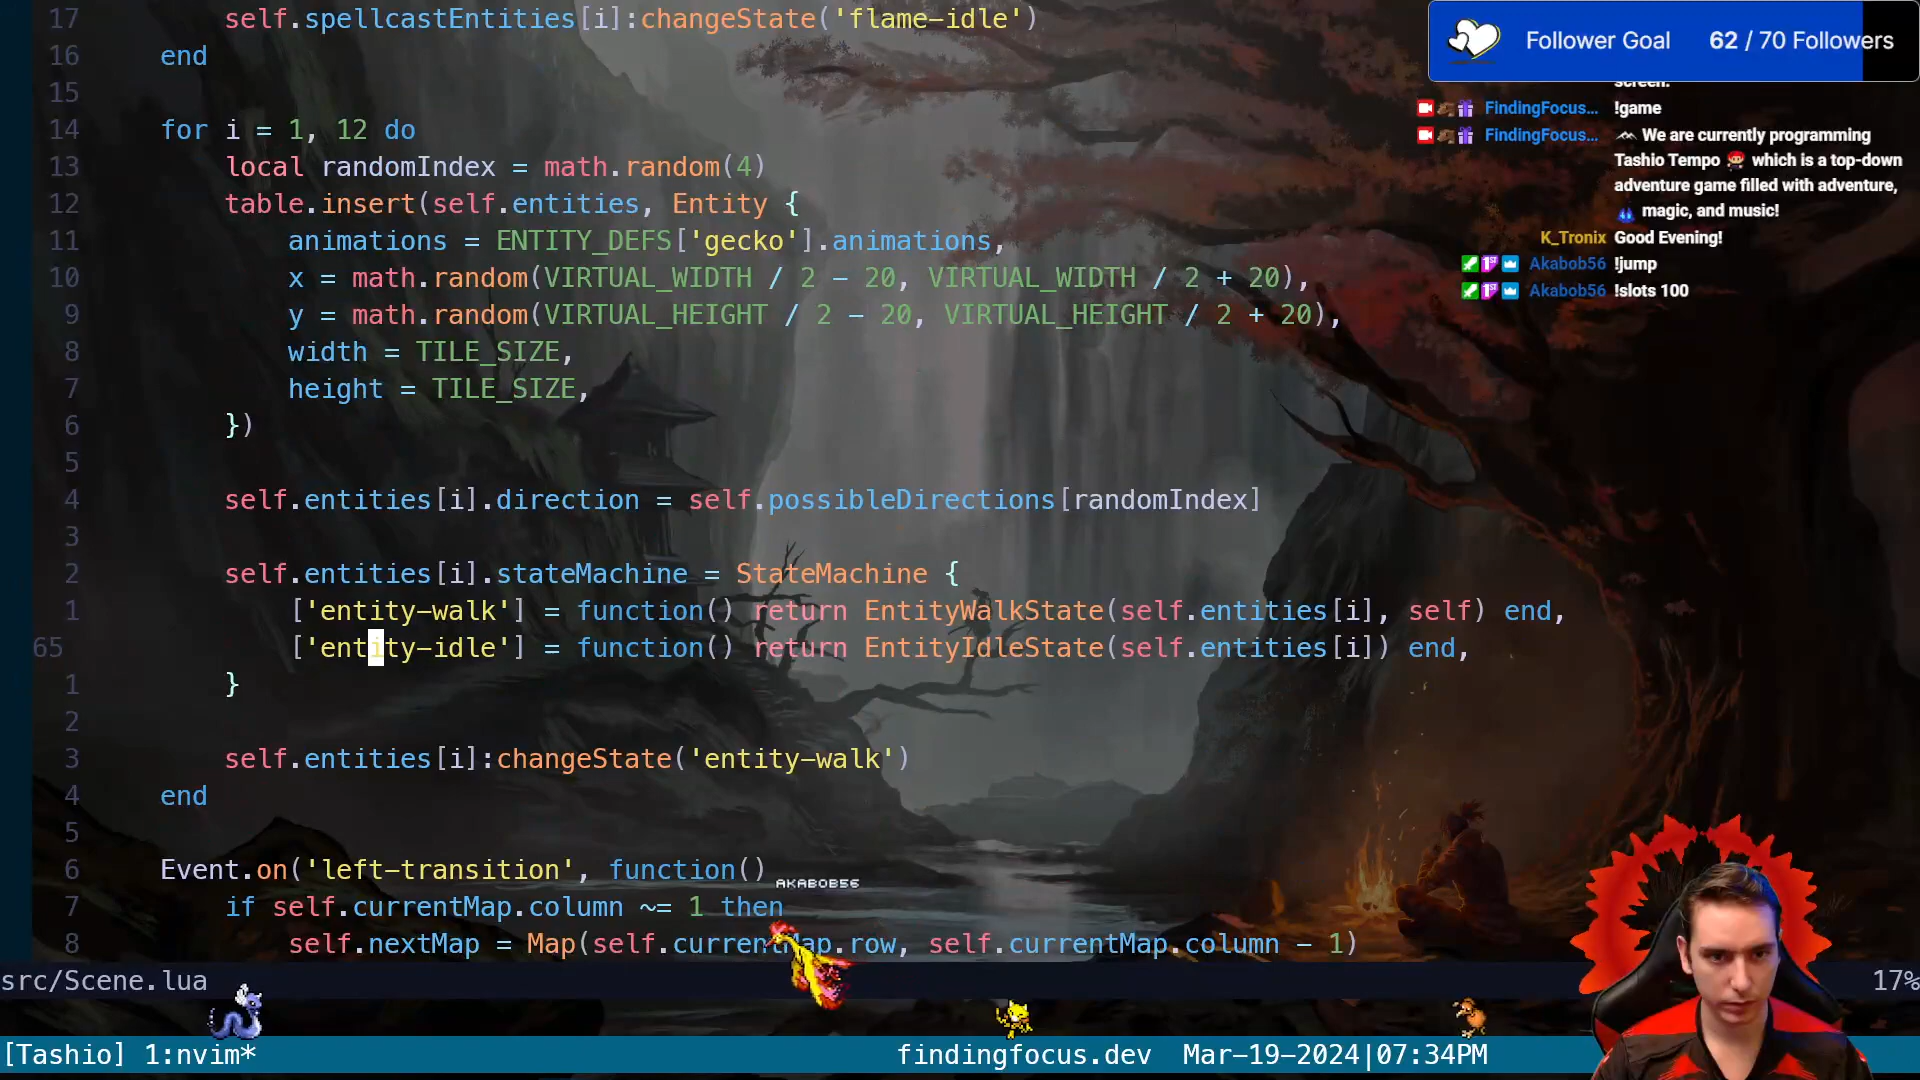 17 self.spellcastEntities[i]:changeState('flame-idle')
16 end
15
14 for i = 1, 12 do
13 local randomIndex = math.random(4)
12 table.insert(self.entities, Entity {
11 animations = ENTITY_DEFS['gecko'].animations,
10 x = math.random(VIRTUAL_WIDTH / 2 - 20, VIRTUAL_WIDTH / 2 + 20),
9 y = math.random(VIRTUAL_HEIGHT / 2 - 20, VIRTUAL_HEIGHT / 2 + 20),
8 width = TILE_SIZE,
7 height = TILE_SIZE,
6 })
5
4 self.entities[i].direction = self.possibleDirections[randomIndex]
3
2 self.entities[i].stateMachine = StateMachine {
1 ['entity-walk'] = function() return EntityWalkState(self.entities[i], self) end,
65 ['entity-idle'] = function() return EntityIdleState(self.entities[i]) end,
1 }
2
3 self.entities[i]:changeState('entity-walk')
4 end
5
6 Event.on('left-transition', function()
7 if self.currentMap.column ~= 1 then
8 self.nextMap = Map(self.currentMap.row, self.currentMap.column - 1)
src/Scene.lua 17%
[Tashio] 1:nvim* findingfocus.dev Mar-19-2024|07:34PM
Follower Goal 62 / 70 Followers
screen.
FindingFocus... !game
FindingFocus... We are currently programming
Tashio Tempo which is a top-down
adventure game filled with adventure,
magic, and music!
K_Tronix Good Evening!
Akabob56 !jump
Akabob56 !slots 100
AKABOB56